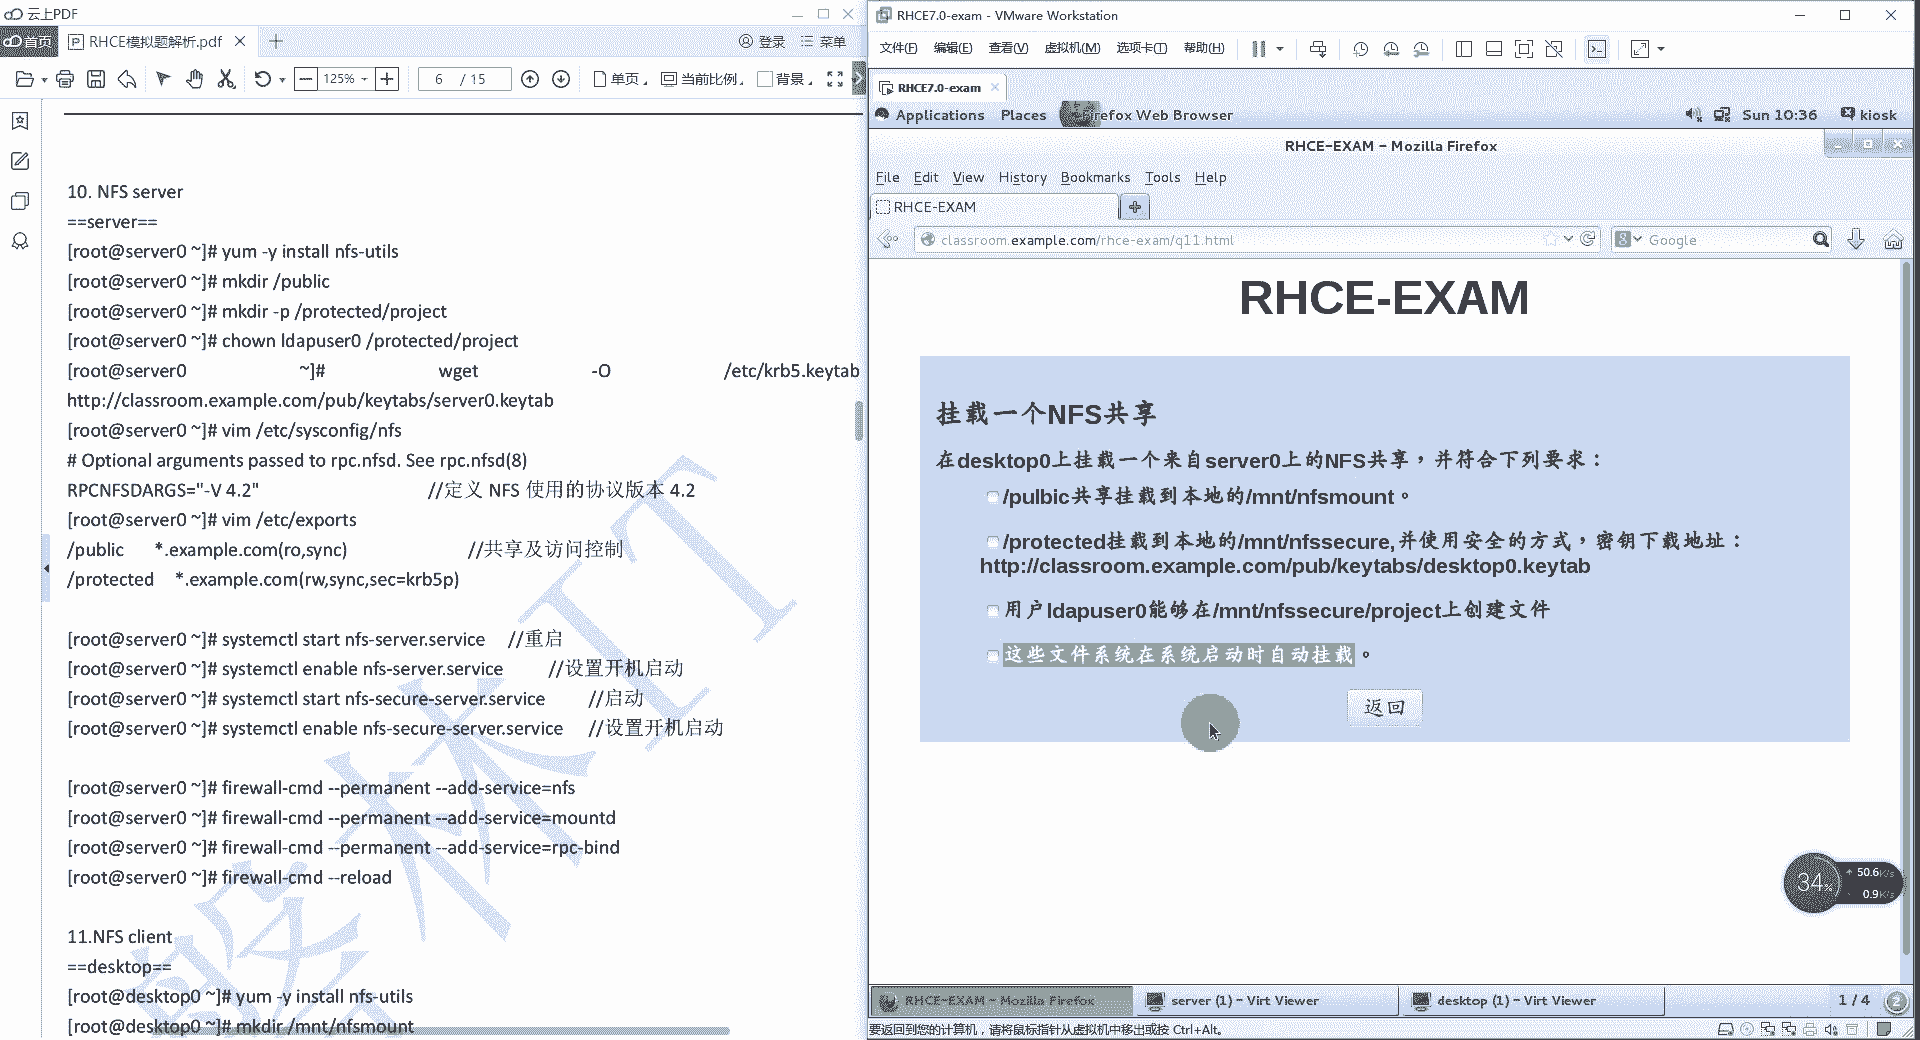 云上PDF
首页
RHCE模拟题解析.pdf
登录
菜单
125%
6 / 15
单页
当前比例
背景
10. NFS server
==server==
[root@server0 ~]# yum -y install nfs-utils
[root@server0 ~]# mkdir /public
[root@server0 ~]# mkdir -p /protected/project
[root@server0 ~]# chown ldapuser0 /protected/project
[root@server0 ~]# wget -O /etc/krb5.keytab
http://classroom.example.com/pub/keytabs/server0.keytab
[root@server0 ~]# vim /etc/sysconfig/nfs
# Optional arguments passed to rpc.nfsd. See rpc.nfsd(8)
RPCNFSDARGS="-V 4.2" //定义 NFS 使用的协议版本 4.2
[root@server0 ~]# vim /etc/exports
/public *.example.com(ro,sync) //共享及访问控制
/protected *.example.com(rw,sync,sec=krb5p)
[root@server0 ~]# systemctl start nfs-server.service //重启
[root@server0 ~]# systemctl enable nfs-server.service //设置开机启动
[root@server0 ~]# systemctl start nfs-secure-server.service //启动
[root@server0 ~]# systemctl enable nfs-secure-server.service //设置开机启动
[root@server0 ~]# firewall-cmd --permanent --add-service=nfs
[root@server0 ~]# firewall-cmd --permanent --add-service=mountd
[root@server0 ~]# firewall-cmd --permanent --add-service=rpc-bind
[root@server0 ~]# firewall-cmd --reload
11.NFS client
==desktop==
[root@desktop0 ~]# yum -y install nfs-utils
[root@desktop0 ~]# mkdir /mnt/nfsmount
RHCE7.0-exam - VMware Workstation
文件(F) 编辑(E) 查看(V) 虚拟机(M) 选项卡(T) 帮助(H)
RHCE7.0-exam
Applications Places Firefox Web Browser Sun 10:36 kiosk
RHCE-EXAM - Mozilla Firefox
File Edit View History Bookmarks Tools Help
RHCE-EXAM
classroom.example.com/rhce-exam/q11.html
Google
RHCE-EXAM
挂载一个NFS共享
在desktop0上挂载一个来自server0上的NFS共享，并符合下列要求：
/pulbic共享挂载到本地的/mnt/nfsmount。
/protected挂载到本地的/mnt/nfssecure,并使用安全的方式，密钥下载地址：
http://classroom.example.com/pub/keytabs/desktop0.keytab
用户ldapuser0能够在/mnt/nfssecure/project上创建文件
这些文件系统在系统启动时自动挂载。
返回
34%
50.6K/s
0.9K/s
RHCE-EXAM - Mozilla Firefox
server (1) - Virt Viewer
desktop (1) - Virt Viewer
1 / 4
2
要返回到您的计算机，请将鼠标指针从虚拟机中移出或按 Ctrl+Alt。